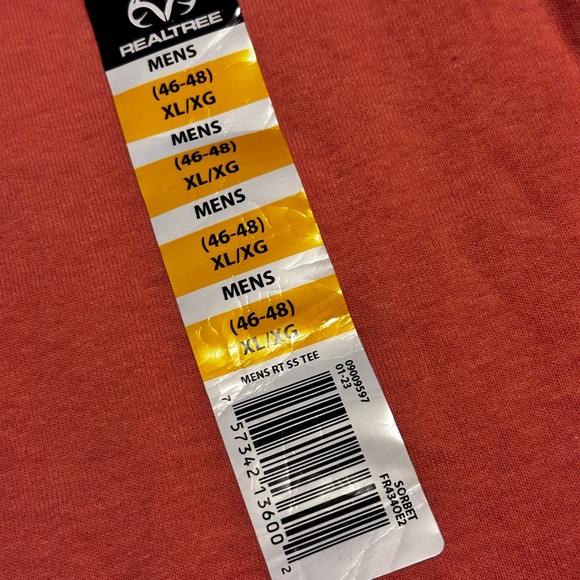 REALTREE
MENS
(46-48)
XL/XG
MENS
(46-48)
XL/XG
MENS
(46-48)
XL/XG
MENS
(46-48)
XL/XG
MENS RT SS TEE
09009597
01-23
7 57342 13600 2
SORBET
FR434OE2